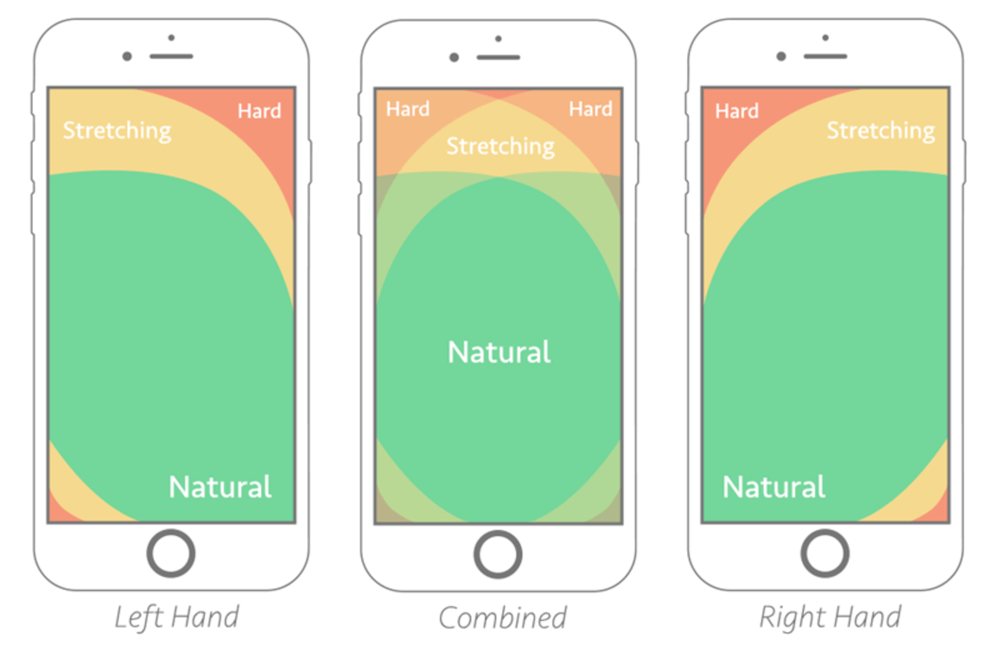 Hard
Stretching
Natural
Left Hand
Hard
Hard
Stretching
Natural
Combined
Hard
Stretching
Natural
Right Hand